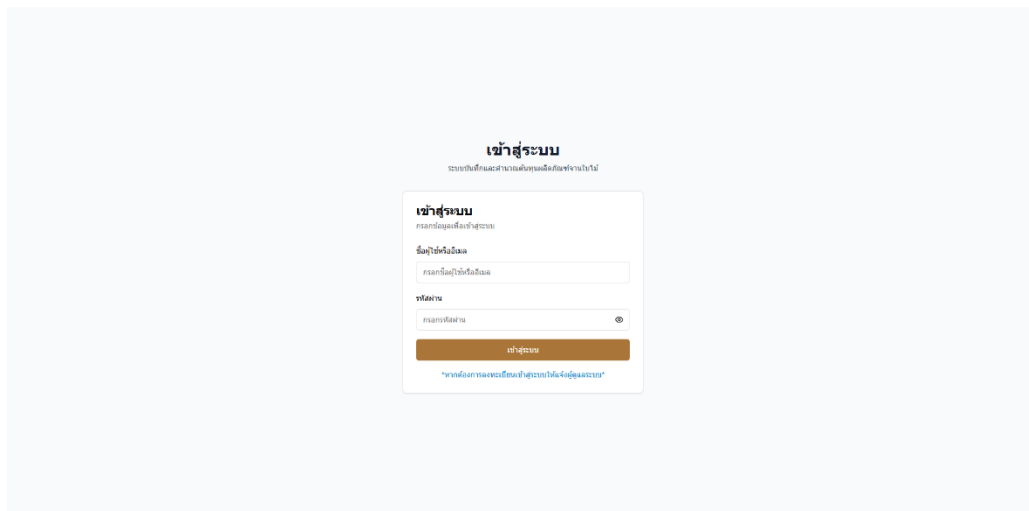 เข้าสู่ระบบ
ระบบบันทึกและคำนวณต้นทุนผลิตภัณฑ์จานใบไม้
เข้าสู่ระบบ
กรอกข้อมูลเพื่อเข้าสู่ระบบ
ชื่อผู้ใช้หรืออีเมล
กรอกชื่อผู้ใช้หรืออีเมล
รหัสผ่าน
กรอกรหัสผ่าน
เข้าสู่ระบบ
*หากต้องการลงทะเบียนเข้าสู่ระบบให้แจ้งผู้ดูแลระบบ*